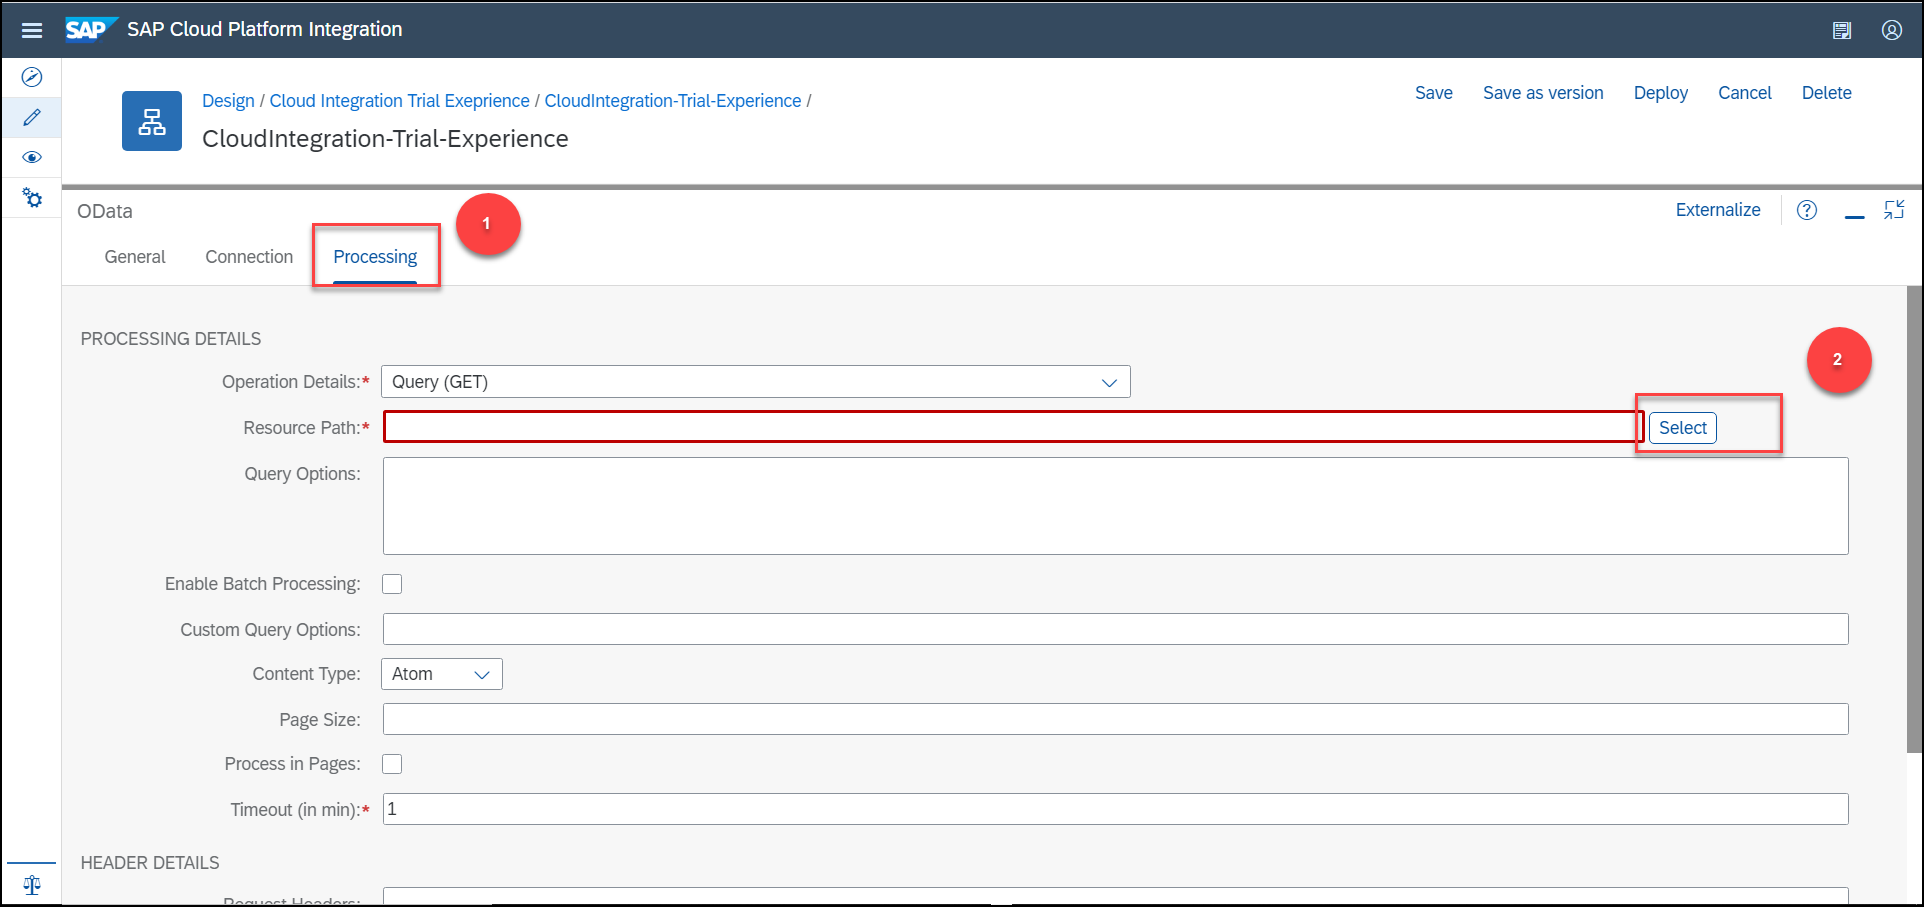 SAP SAP Cloud Platform Integration
Design / Cloud Integration Trial Exeprience / CloudIntegration-Trial-Experience /
CloudIntegration-Trial-Experience
Save Save as version Deploy Cancel Delete
OData
Externalize
General Connection Processing
1
PROCESSING DETAILS
2
Operation Details:* Query (GET)
Resource Path:* Select
Query Options:
Enable Batch Processing:
Custom Query Options:
Content Type: Atom
Page Size:
Process in Pages:
Timeout (in min):* 1
HEADER DETAILS
Request Headers: